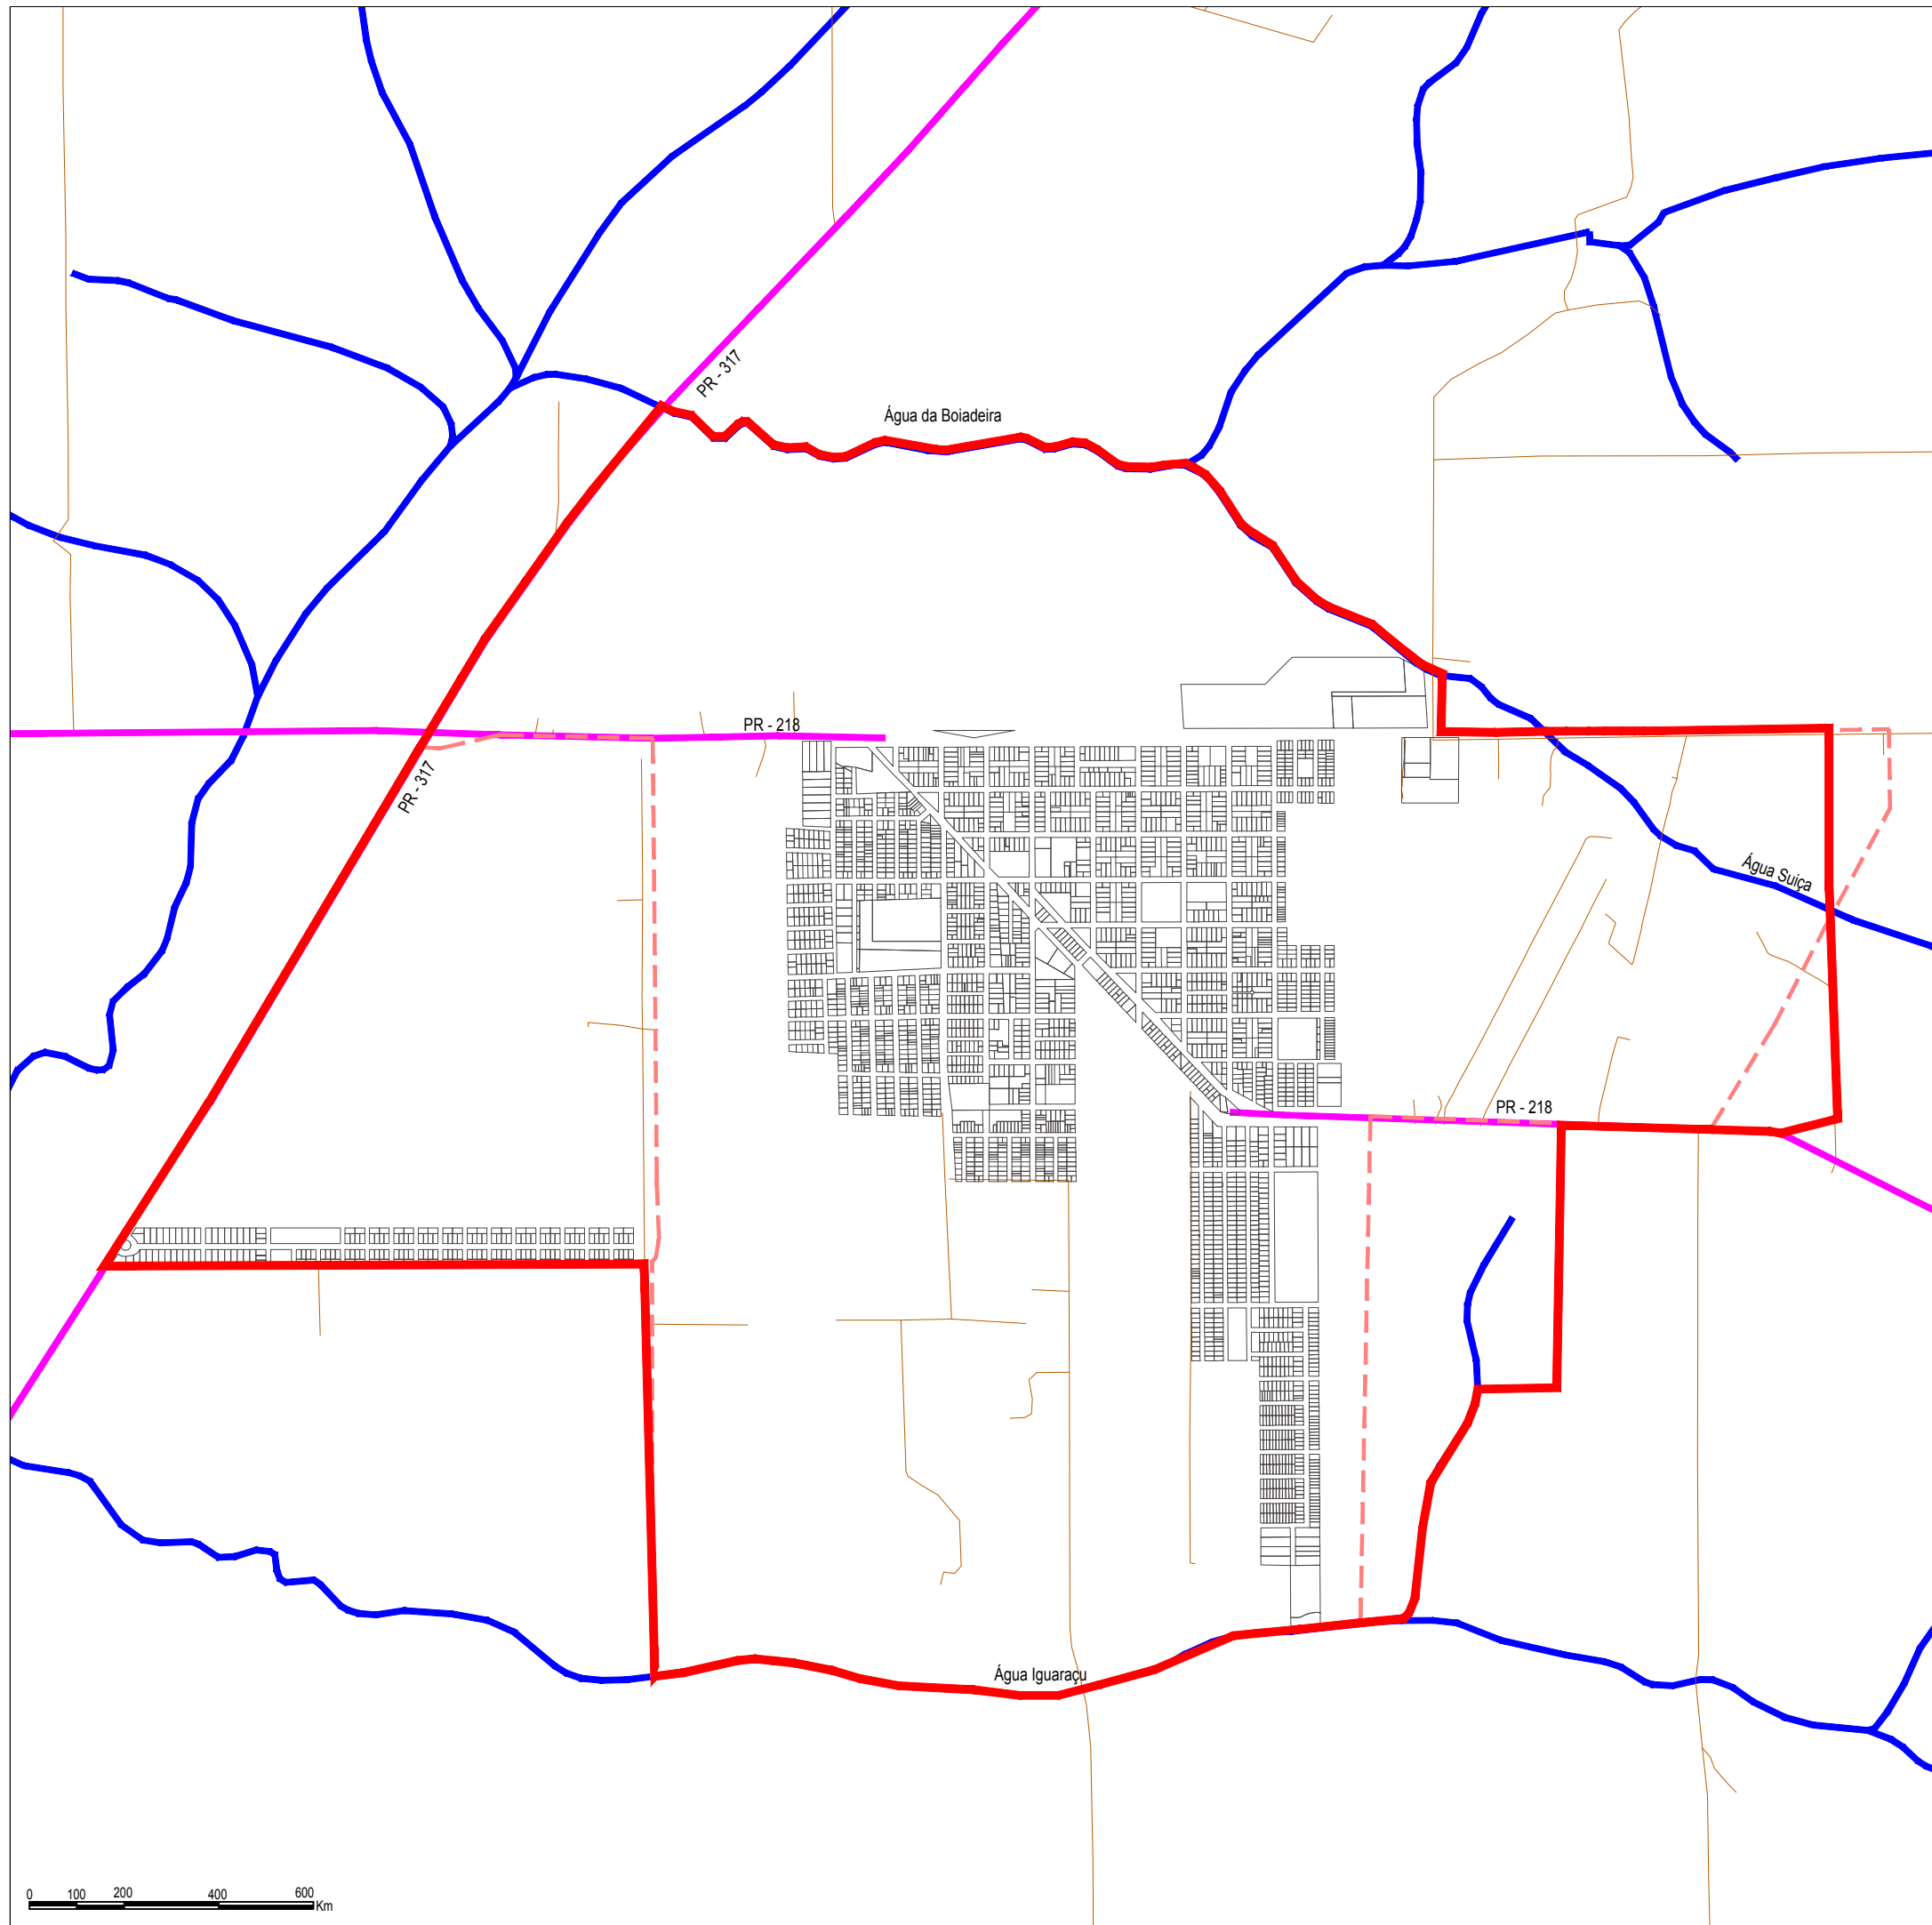 PR - 317
Água da Boiadeira
PR - 218
PR - 317
Água Suiça
PR - 218
Água Iguaraçu
0 100 200 400 600
Km